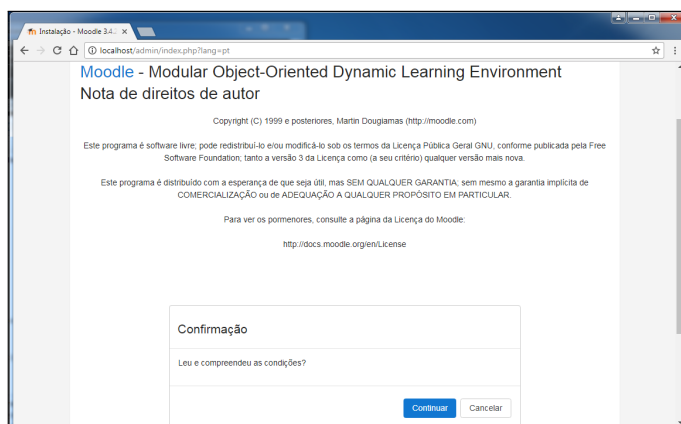 Instalação - Moodle 3.4.
localhost/admin/index.php?lang=pt
Moodle - Modular Object-Oriented Dynamic Learning Environment
Nota de direitos de autor
Copyright (C) 1999 e posteriores, Martin Dougiamas (http://moodle.com)
Este programa é software livre; pode redistribuí-lo e/ou modificá-lo sob os termos da Licença Pública Geral GNU, conforme publicada pela Free
Software Foundation; tanto a versão 3 da Licença como (a seu critério) qualquer versão mais nova.
Este programa é distribuído com a esperança de que seja útil, mas SEM QUALQUER GARANTIA; sem mesmo a garantia implícita de
COMERCIALIZAÇÃO ou de ADEQUAÇÃO A QUALQUER PROPÓSITO EM PARTICULAR.
Para ver os pormenores, consulte a página da Licença do Moodle:
http://docs.moodle.org/en/License
Confirmação
Leu e compreendeu as condições?
Continuar Cancelar